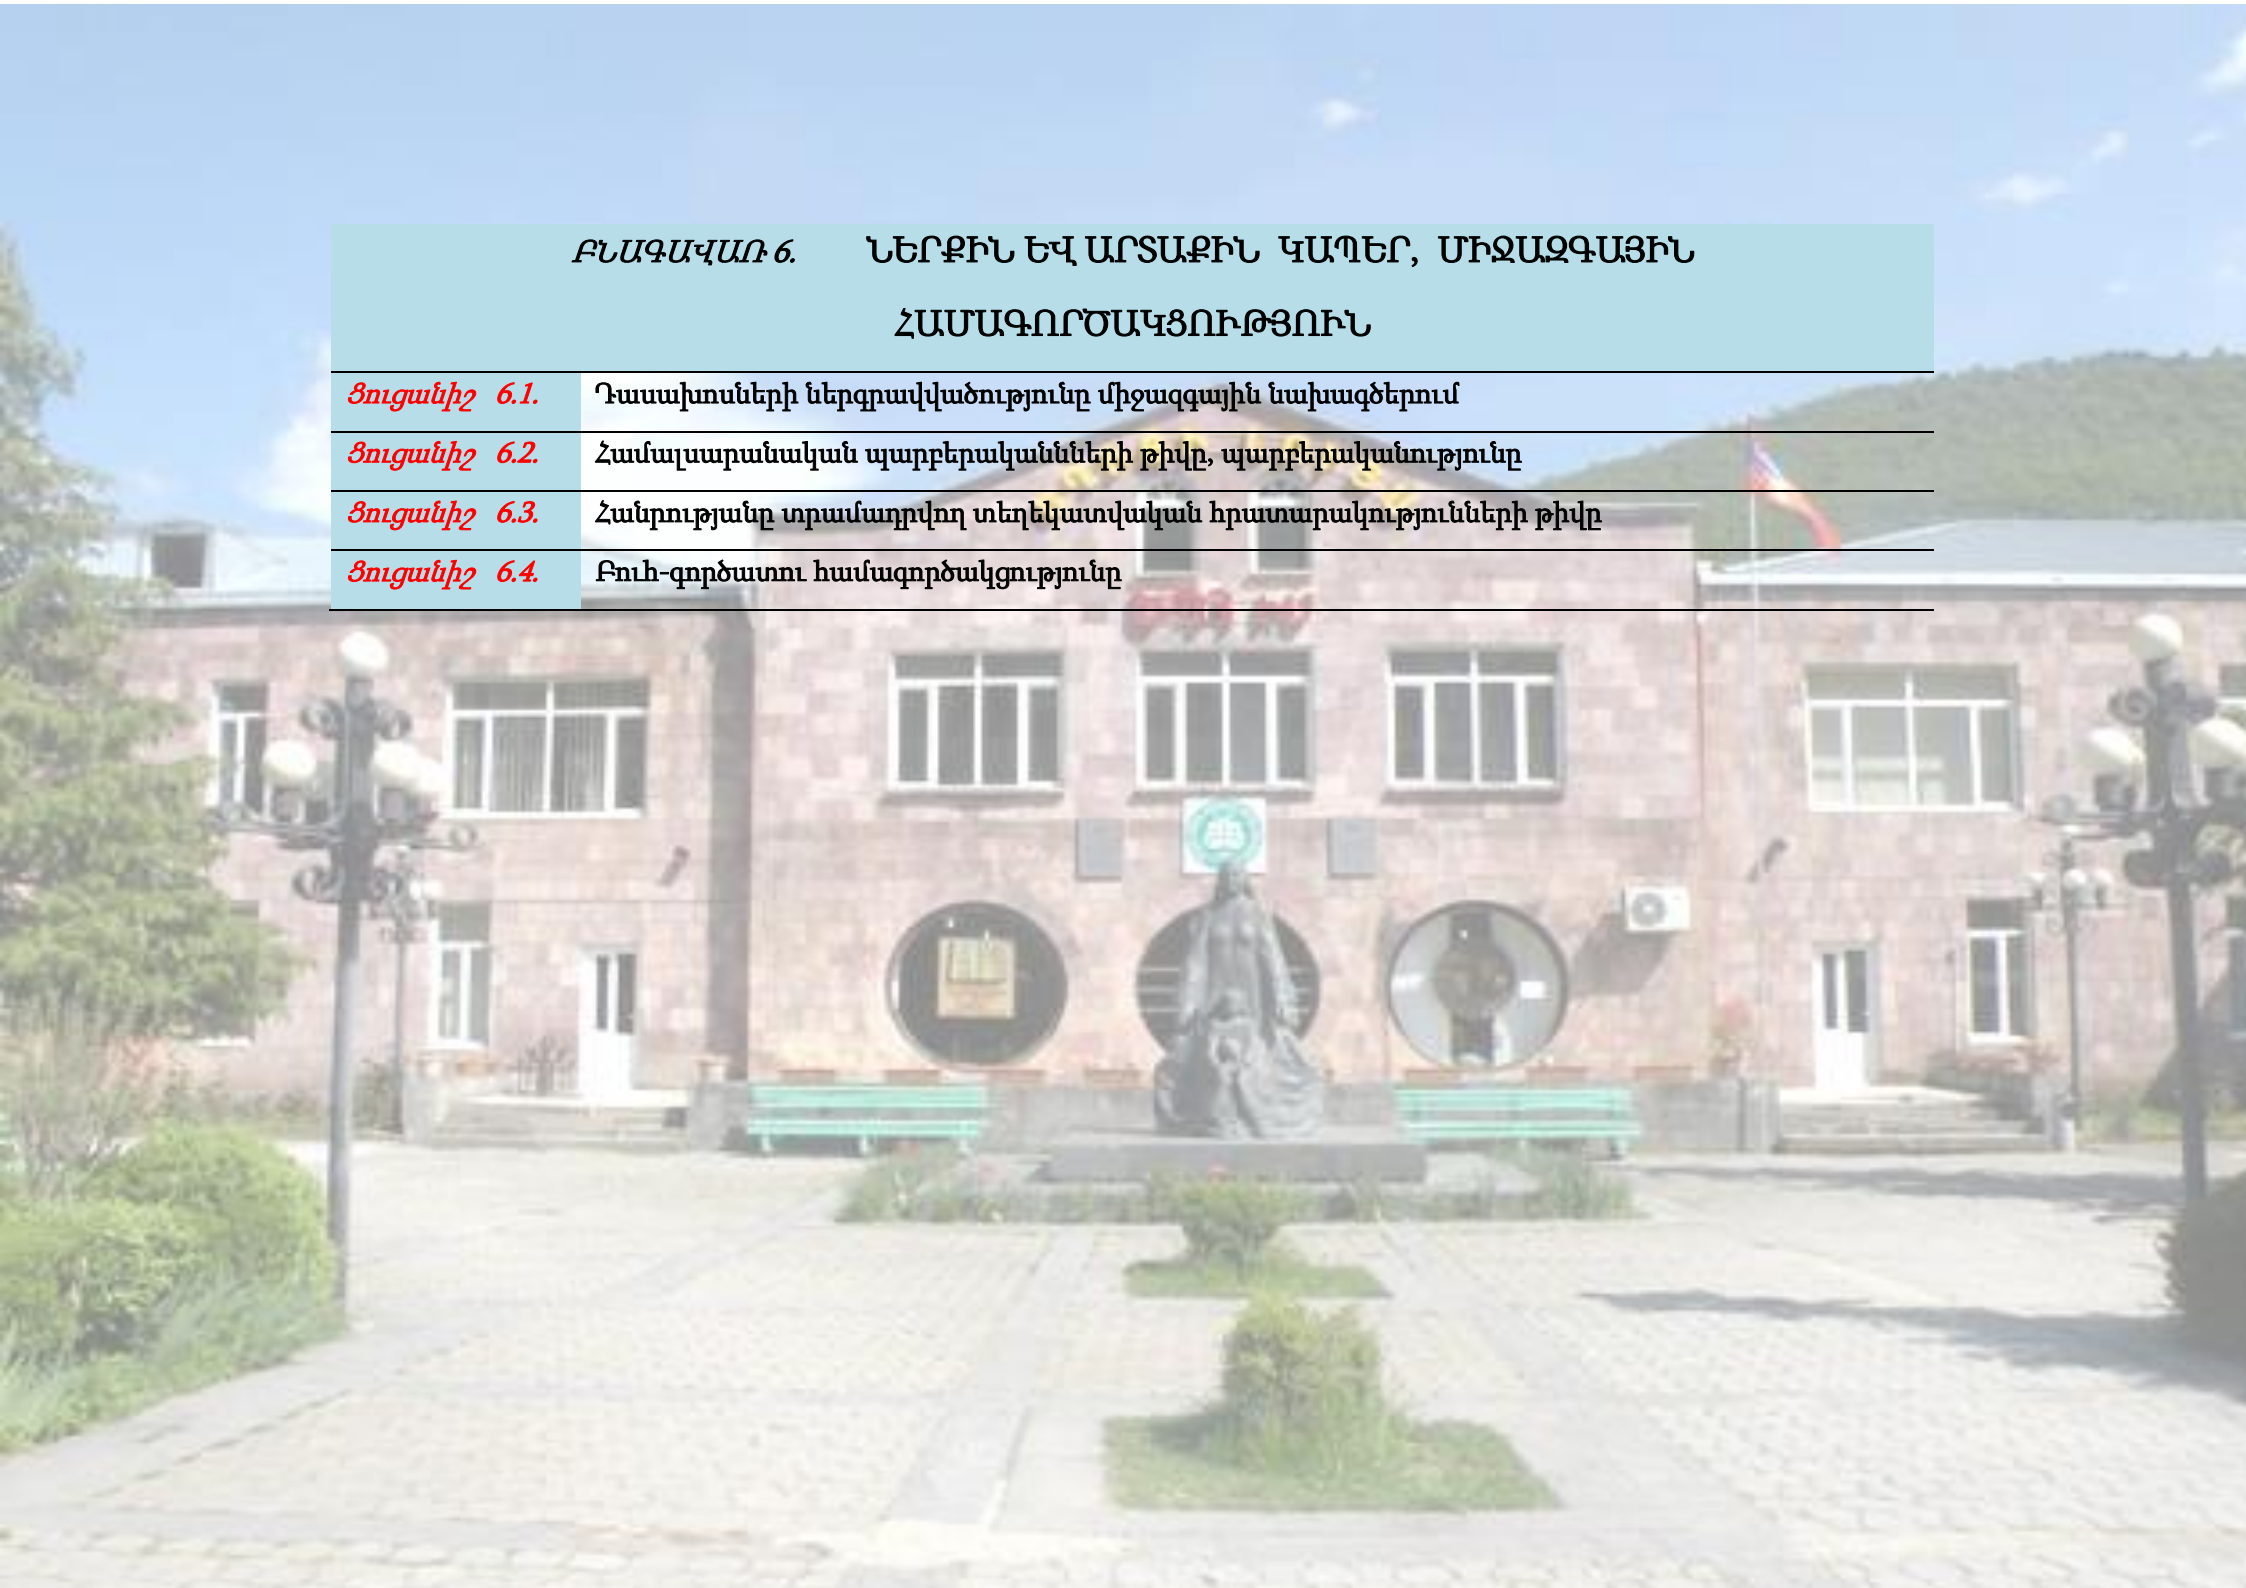 ԲՆԱԳԱՎԱՌ 6. ՆԵՐՔԻՆ ԵՎ ԱՐՏԱՔԻՆ ԿԱՊԵՐ, ՄԻՋԱԶԳԱՅԻՆ
ՀԱՄԱԳՈՐԾԱԿՑՈՒԹՅՈՒՆ
Ցուցանիշ 6.1. Դասախոսների ներգրավվածությունը միջազգային նախագծերում
Ցուցանիշ 6.2. Համալսարանական պարբերականնների թիվը, պարբերականությունը
Ցուցանիշ 6.3. Հանրությանը տրամադրվող տեղեկատվական հրատարակությունների թիվը
Ցուցանիշ 6.4. Բուհ-գործատու համագործակցությունը